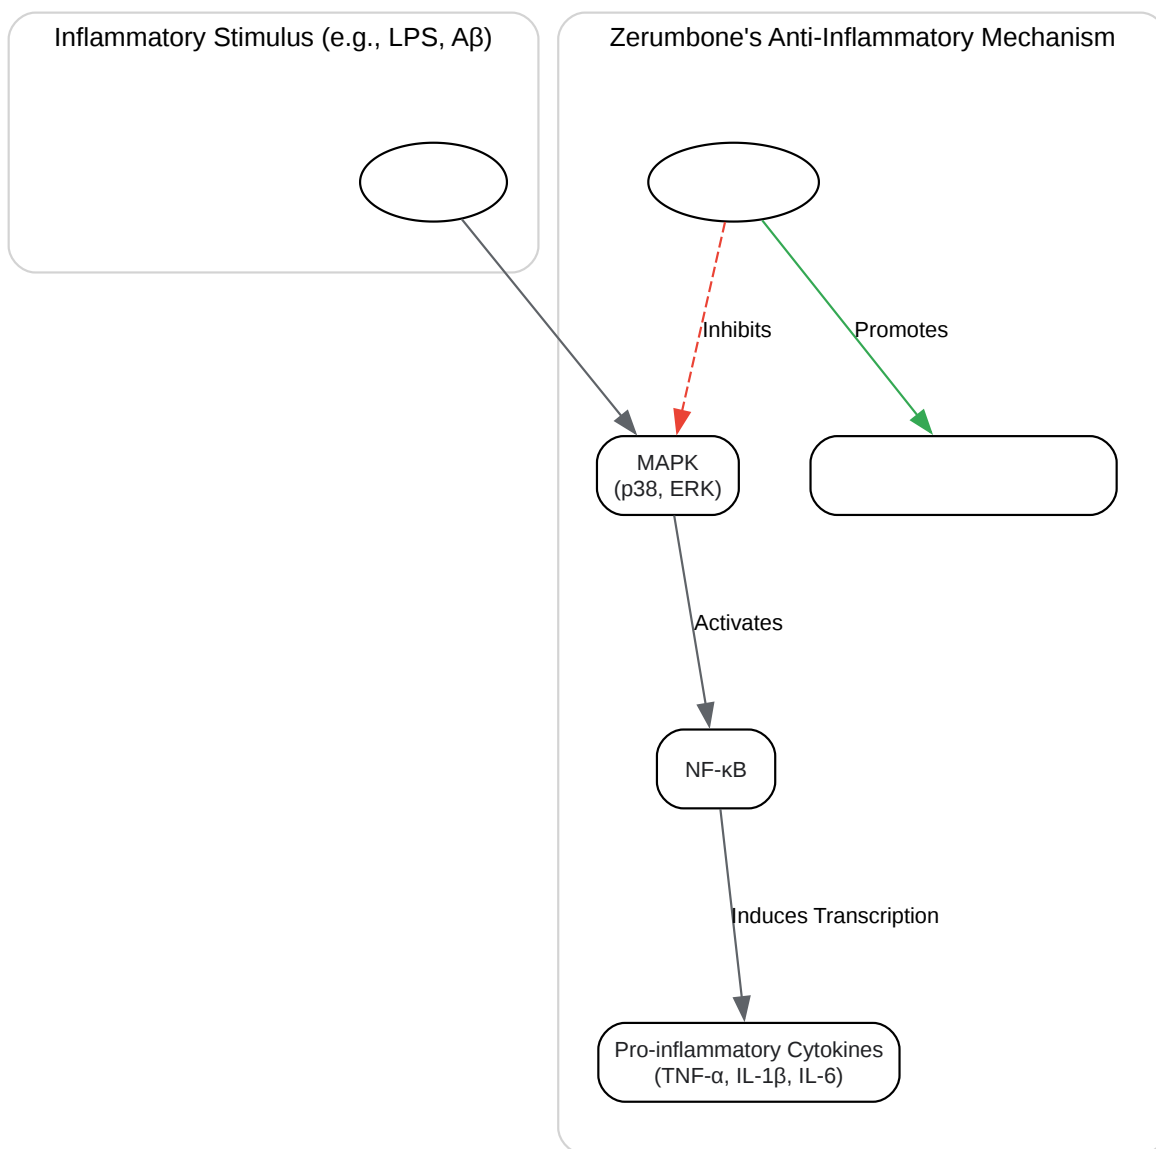 Inflammatory Stimulus (e.g., LPS, Aβ)
Zerumbone's Anti-Inflammatory Mechanism
Inhibits
Promotes
MAPK
(p38, ERK)
Activates
NF-κB
Induces Transcription
Pro-inflammatory Cytokines
(TNF-α, IL-1β, IL-6)